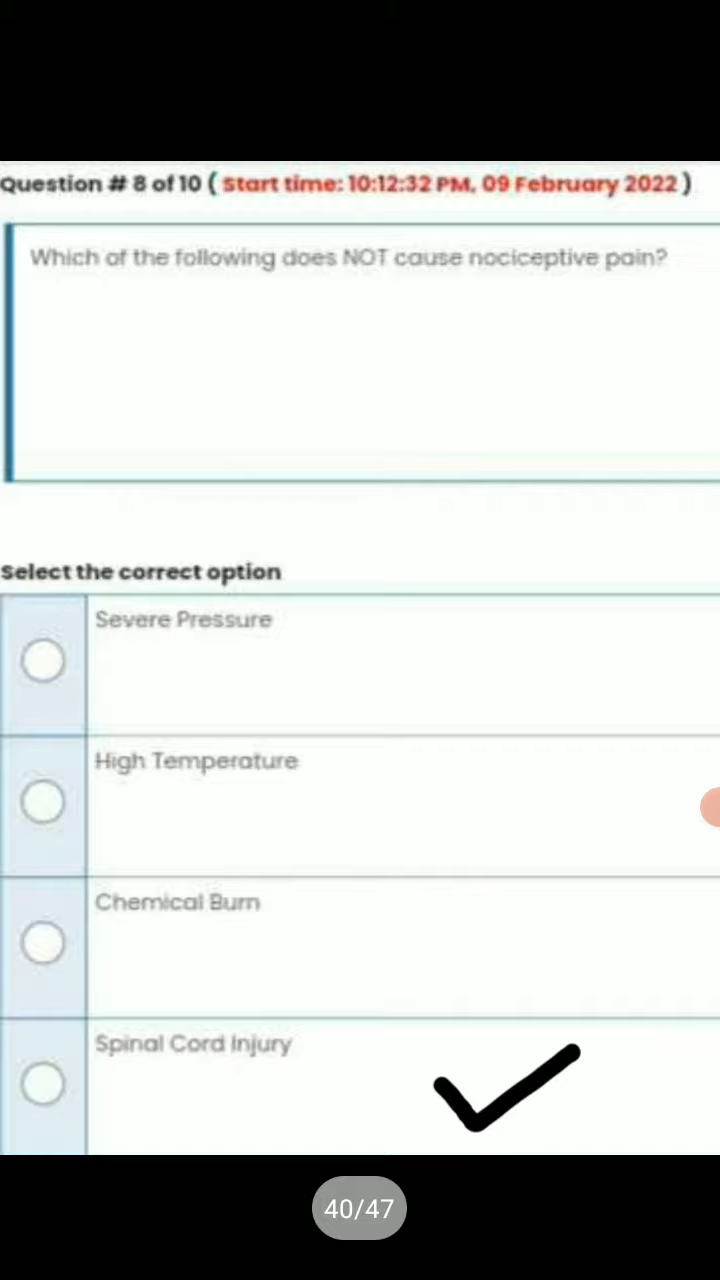 Question # 8 of 10 ( Start time: 10:12:32 PM, 09 February 2022 )
Which of the following does NOT cause nociceptive pain?
Select the correct option
Severe Pressure
High Temperature
Chemical Burn
Spinal Cord Injury
40/47